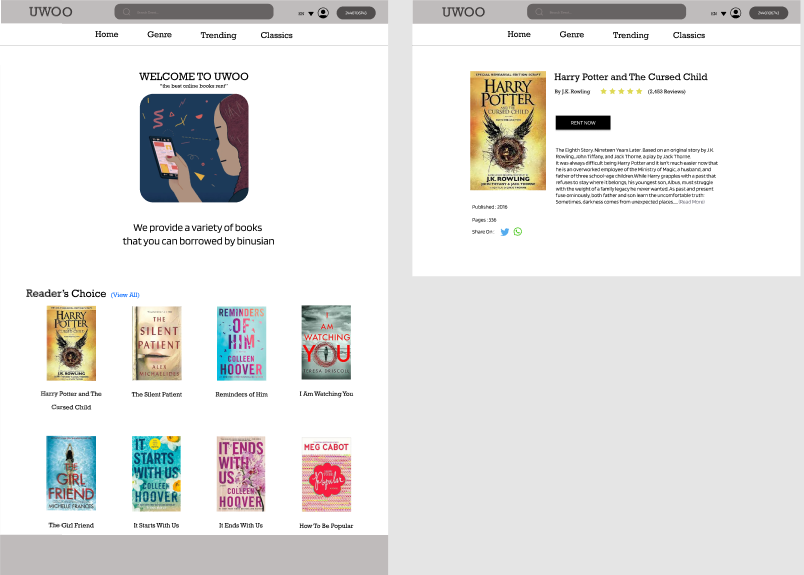 UWOO
EN
Home Genre Trending Classics
WELCOME TO UWOO
"the best online books rent"
We provide a variety of books
that you can borrowed by binusian
Reader's Choice (View All)
HARRY
POTTER
AND THE
CURSED CHILD
J.K. ROWLING
THE
SILENT
PATIENT
ALEX
MICHAELIDES
REMINDERS
OF
HIM
COLLEEN
HOOVER
I AM
WATCHING
YOU
TERESA DRISCOLL
Harry Potter and The
Cursed Child
The Silent Patient
Reminders of Him
I Am Watching You
THE
GIRL
FRIEND
MICHELLE FRANCES
IT
STARTS
WITH US
COLLEEN
HOOVER
IT ENDS
WITH
US
COLLEEN
HOOVER
MEG CABOT
Popular
The Girl Friend
It Starts With Us
It Ends With Us
How To Be Popular
UWOO
EN
Home Genre Trending Classics
SPECIAL REHEARSAL EDITION SCRIPT
HARRY
POTTER
AND THE
CURSED CHILD
J.K. ROWLING
JOHN TIFFANY & JACK THORNE
Harry Potter and The Cursed Child
By J.K. Rowling (2,453 Reviews)
RENT NOW
The Eighth Story. Nineteen Years Later. Based on an original story by J.K.
Rowling, John Tiffany, and Jack Thorne, a play by Jack Thorne.
It was always difficult being Harry Potter and it isn't much easier now that
he is an overworked employee of the Ministry of Magic, a husband, and
father of three school-age children. While Harry grapples with a past that
refuses to stay where it belongs, his youngest son, Albus, must struggle
with the weight of a family legacy he never wanted. As past and present
fuse ominously, both father and son learn the uncomfortable truth:
Sometimes, darkness comes from unexpected places.... (Read More)
Published : 2016
Pages : 336
Share On :